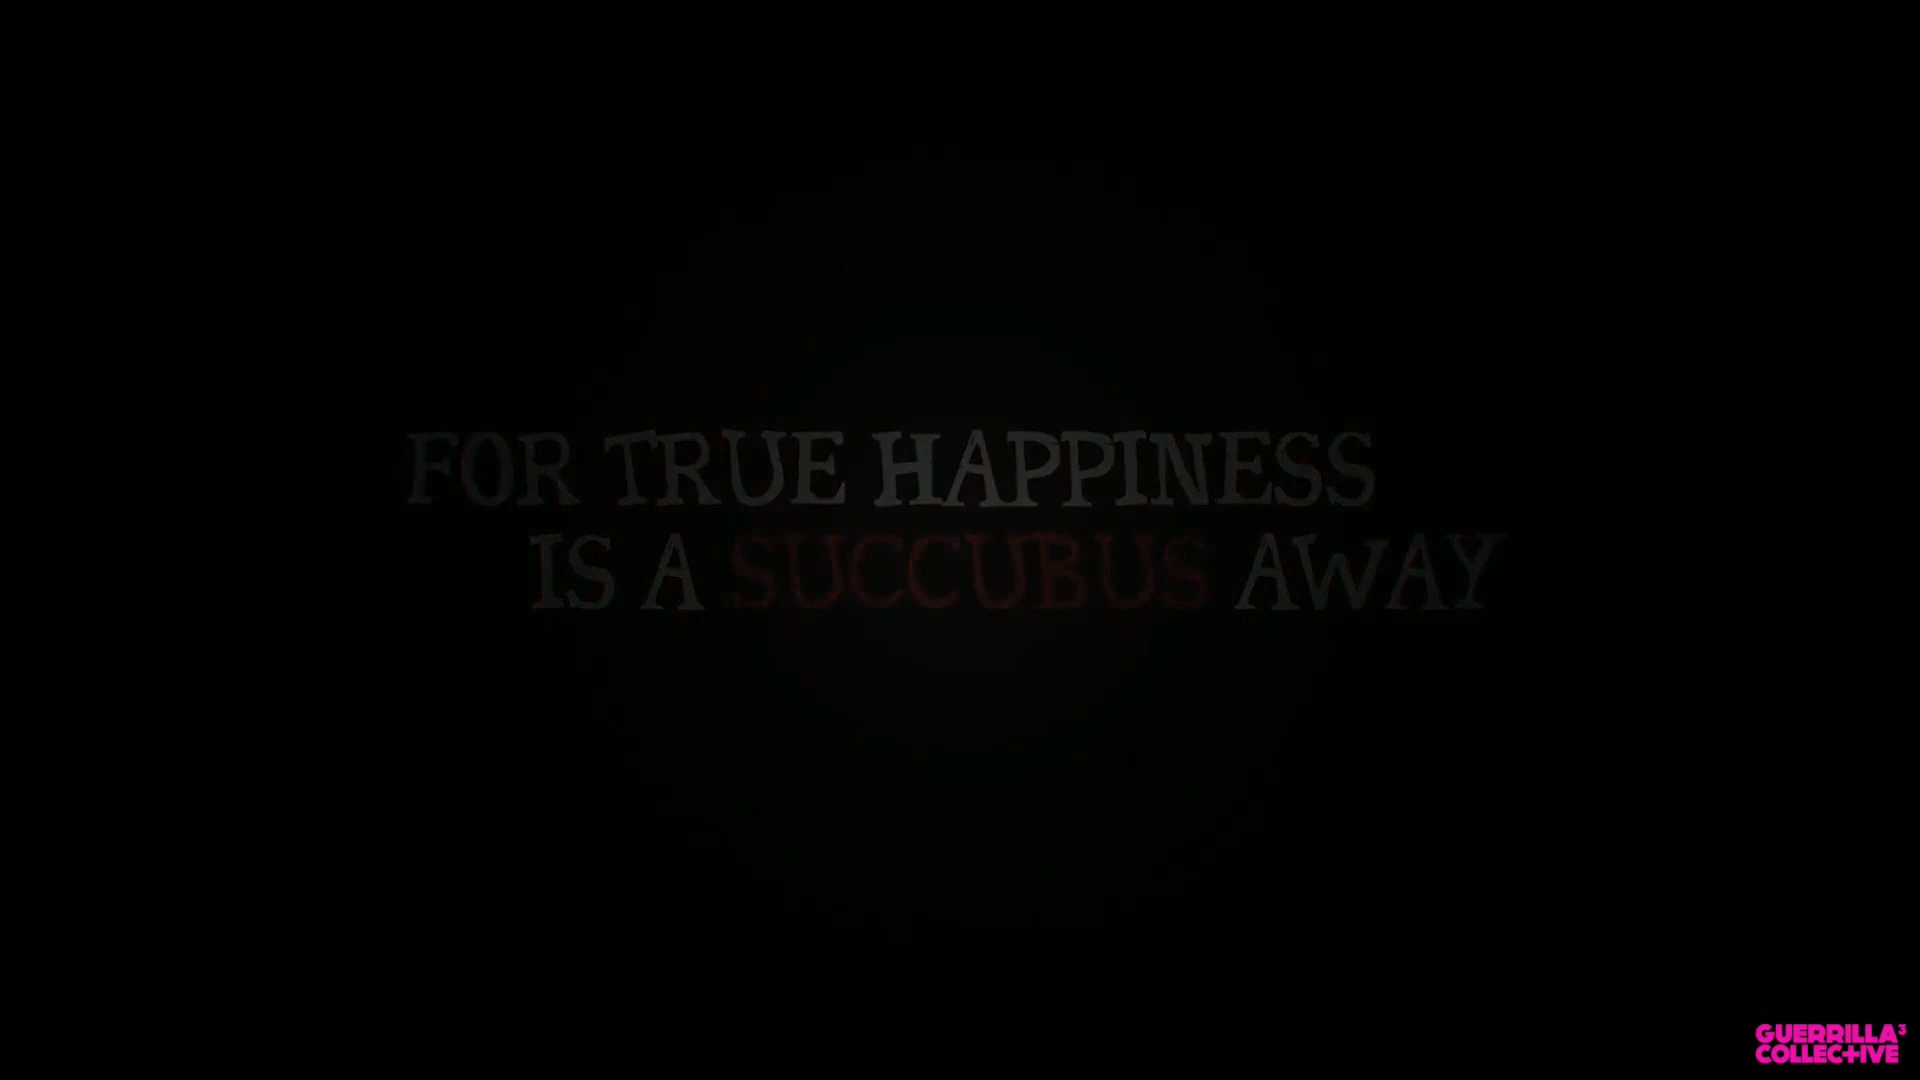 FOR TRUE HAPPINESS
IS A SUCCUBUS AWAY
GUERRILLA³
COLLECTIVE